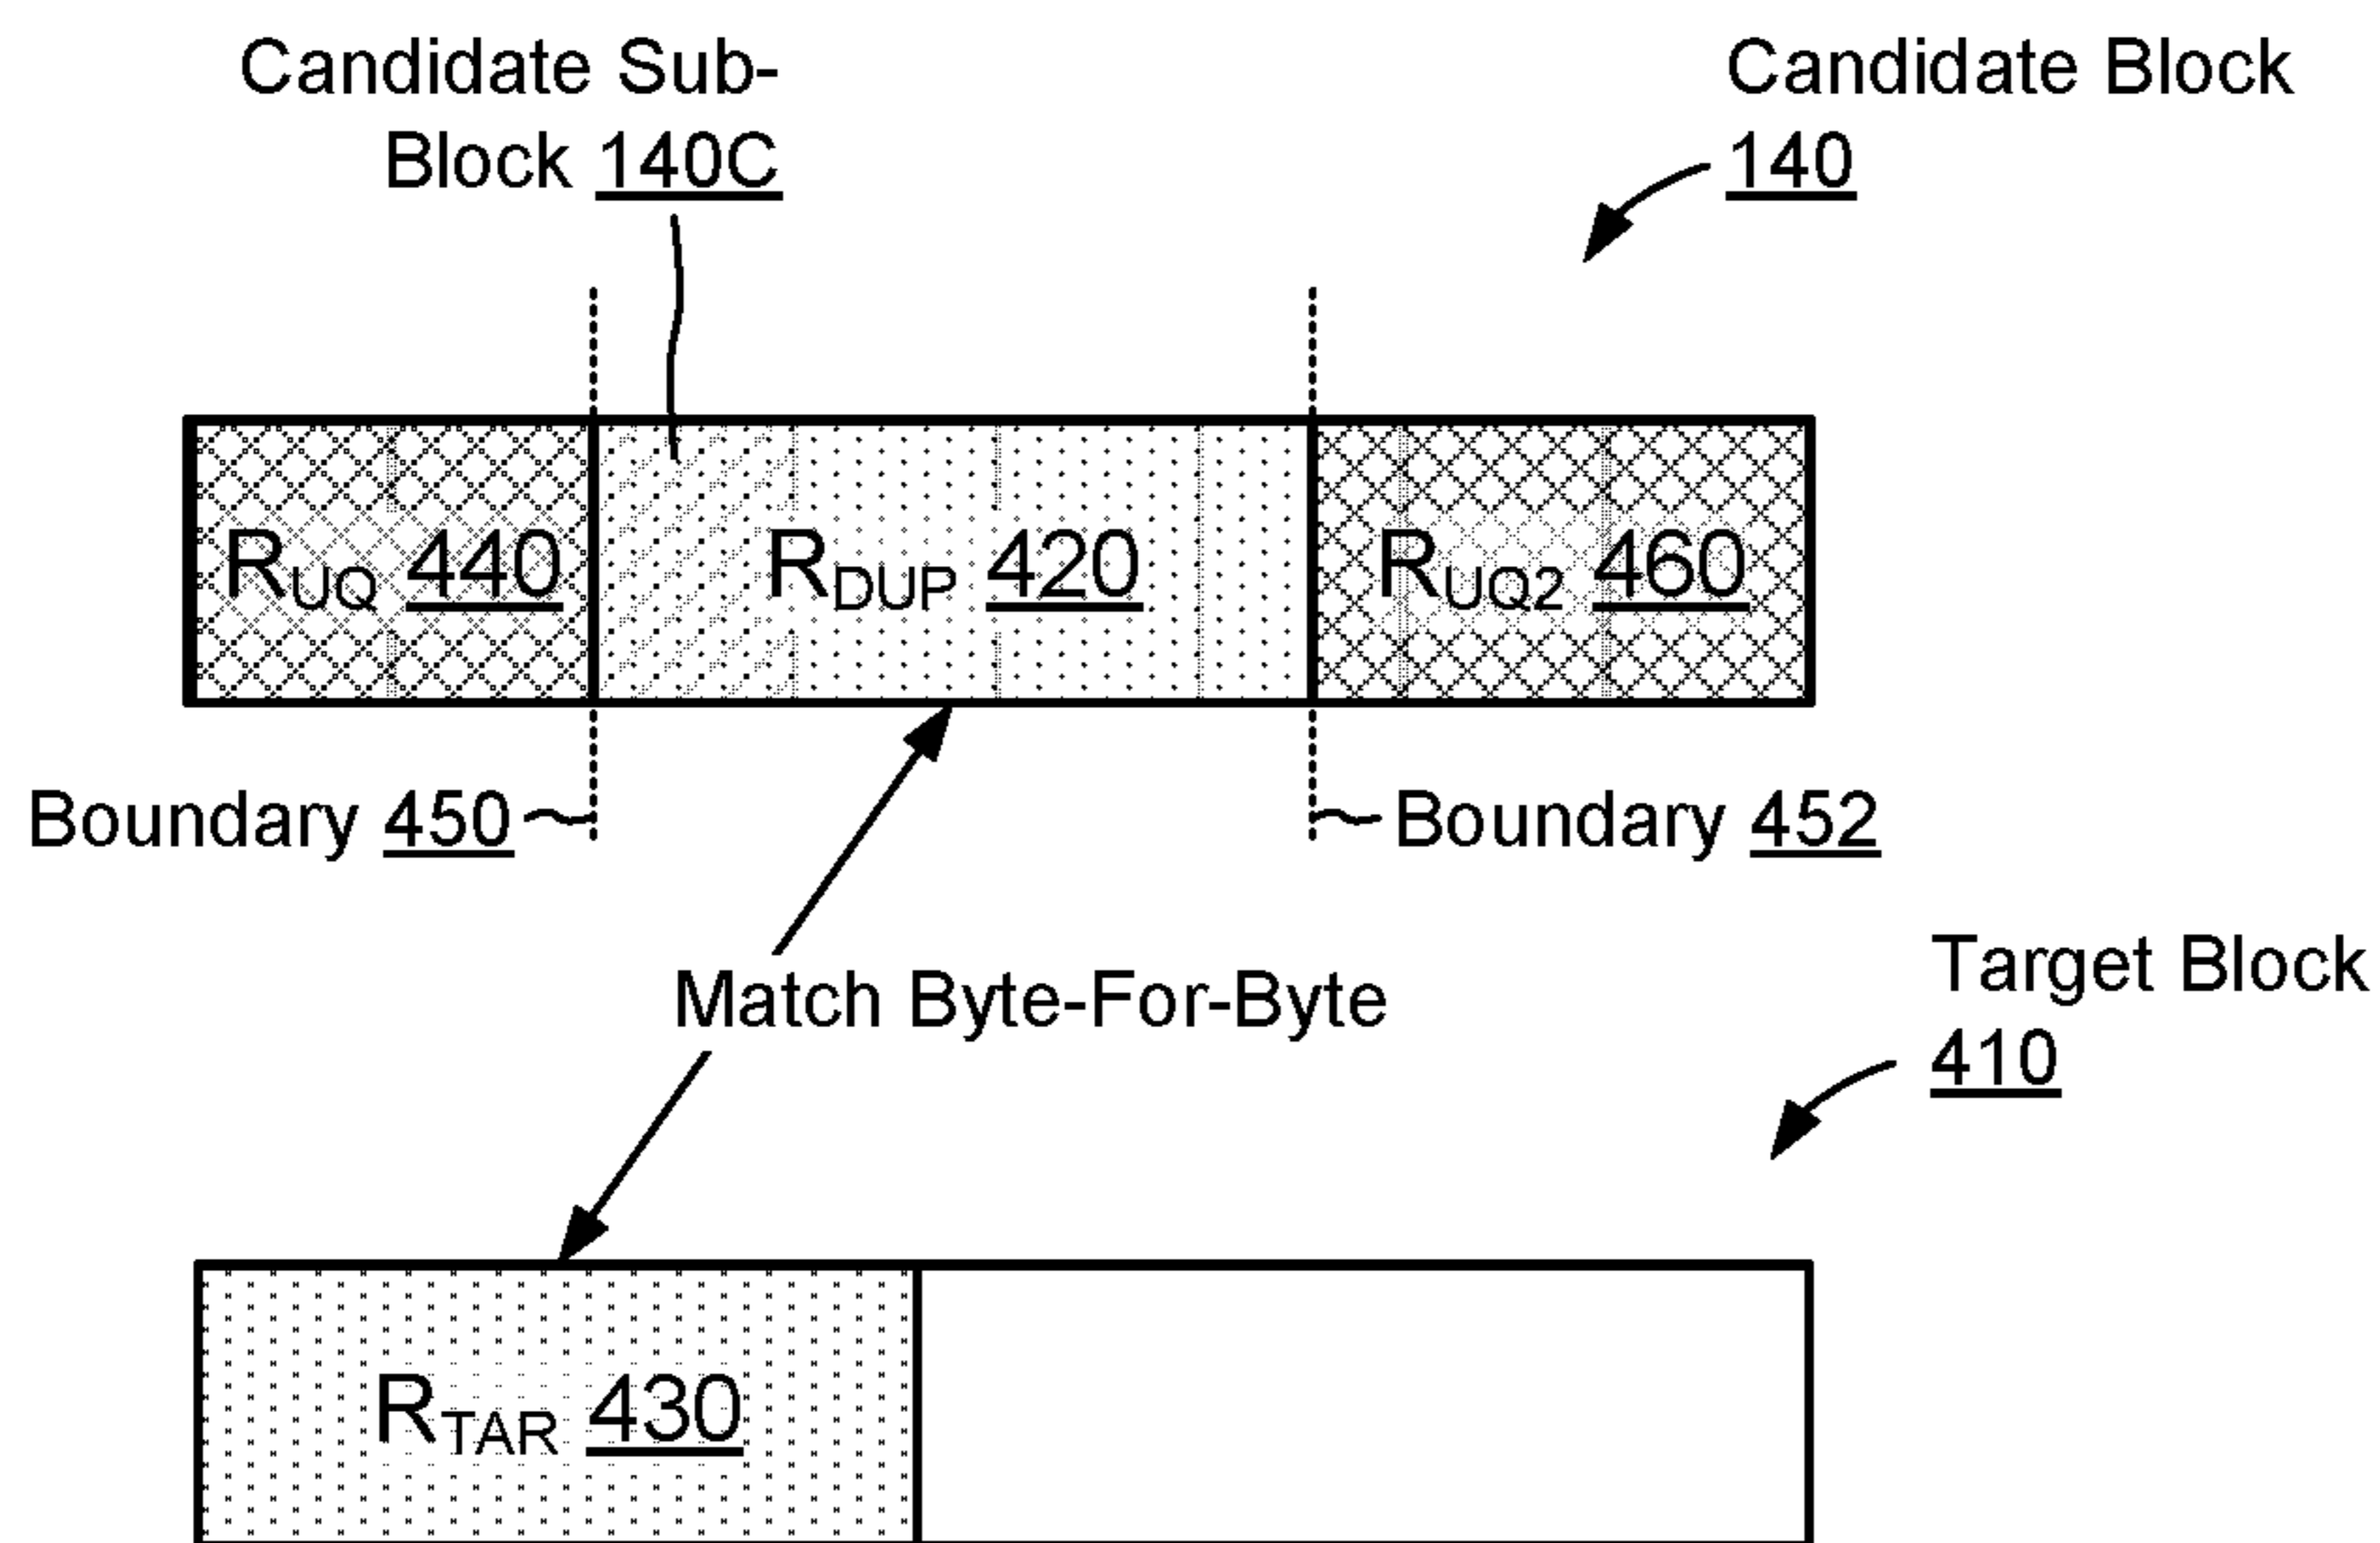 Candidate Sub-
Block 140C
Candidate Block
140
RUQ 440
RDUP 420
RUQ2 460
Boundary 450
Boundary 452
Match Byte-For-Byte
Target Block
410
RTAR 430